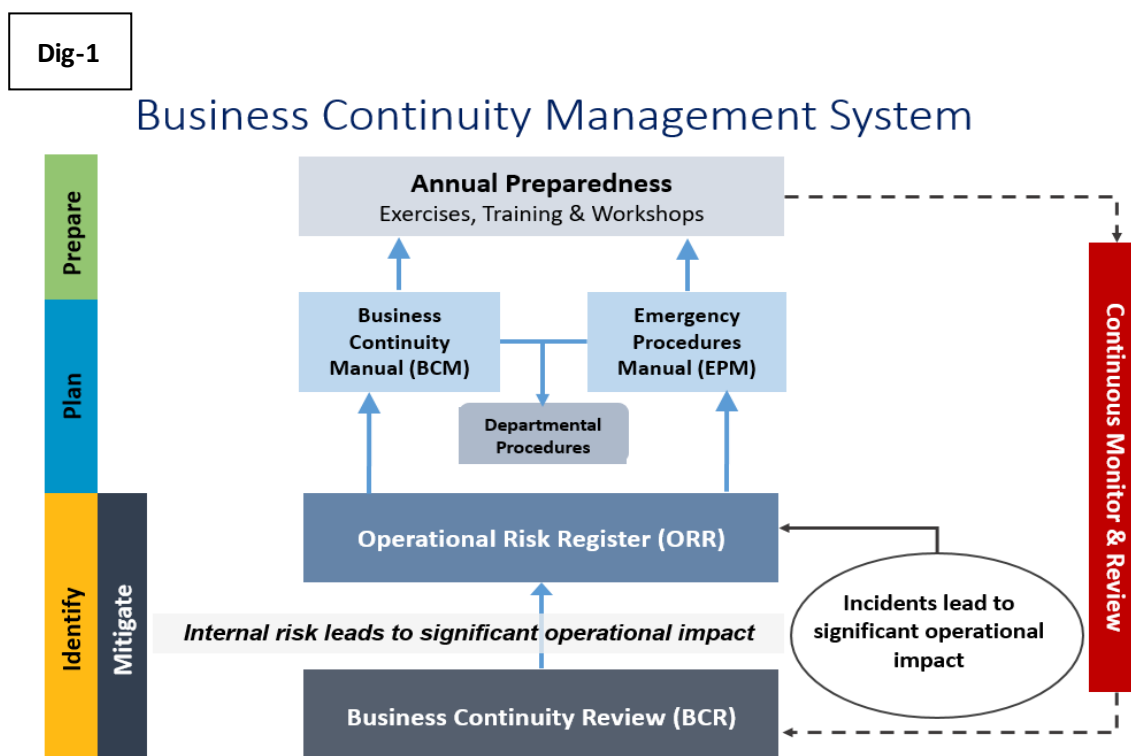 Dig-1
Business Continuity Management System
Prepare
Plan
Identify
Mitigate
Annual Preparedness
Exercises, Training & Workshops
Business
Continuity
Manual (BCM)
Emergency
Procedures
Manual (EPM)
Departmental
Procedures
Operational Risk Register (ORR)
Internal risk leads to significant operational impact
Business Continuity Review (BCR)
Incidents lead to
significant operational
impact
Continuous Monitor & Review